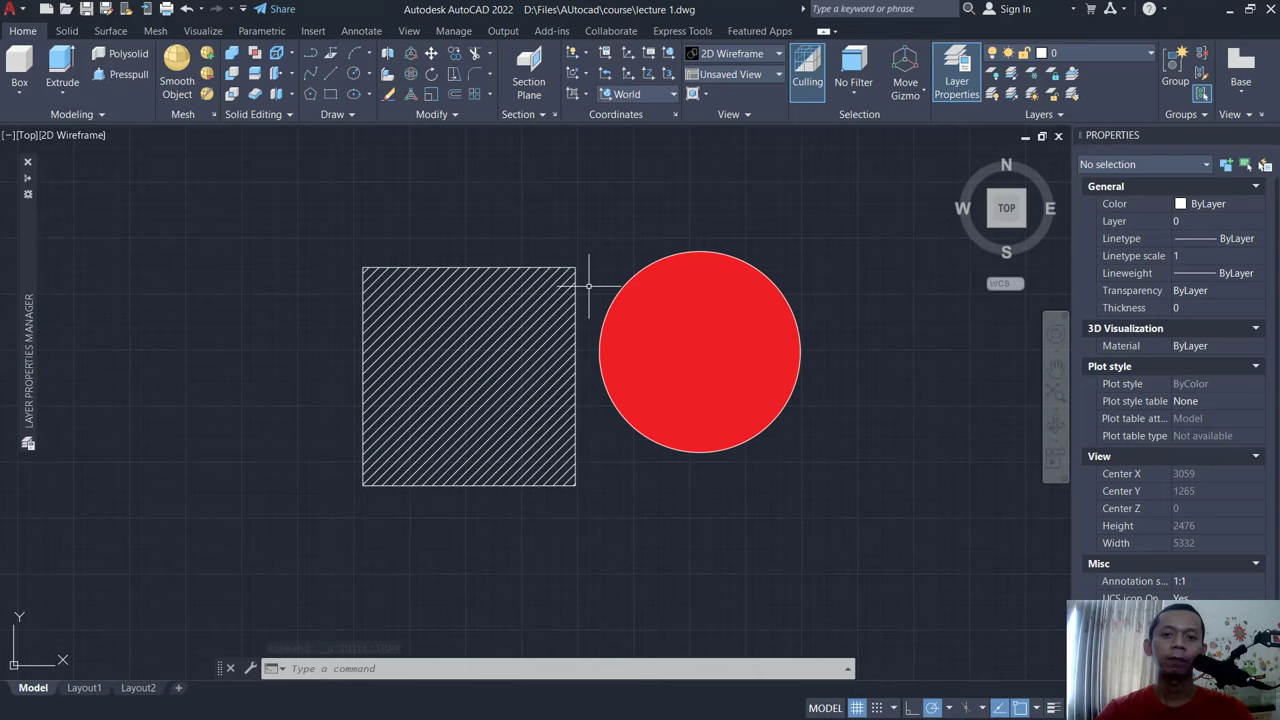 Share
Autodesk AutoCAD 2022 D:\Files\AUtocad\course\lecture 1.dwg
Type a keyword or phrase
Sign In
Home Solid Surface Mesh Visualize Parametric Insert Annotate View Manage Output Add-ins Collaborate Express Tools Featured Apps
Box
Extrude
Polysolid
Presspull
Smooth
Object
Section
Plane
World
2D Wireframe
Unsaved View
Culling
No Filter
Move
Gizmo
Layer
Properties
0
Group
Base
Modeling Mesh Solid Editing Draw Modify Section Coordinates View Selection Layers Groups View
[−][Top][2D Wireframe]
LAYER PROPERTIES MANAGER
N
W TOP E
S
WCS
PROPERTIES
No selection
General
Color ByLayer
Layer 0
Linetype ByLayer
Linetype scale 1
Lineweight ByLayer
Transparency ByLayer
Thickness 0
3D Visualization
Material ByLayer
Plot style
Plot style ByColor
Plot style table None
Plot table att... Model
Plot table type Not available
View
Center X 3059
Center Y 1265
Center Z 0
Height 2476
Width 5332
Misc
Annotation s... 1:1
UCS icon On Yes
Y
X
Type a command
Model Layout1 Layout2 +
MODEL